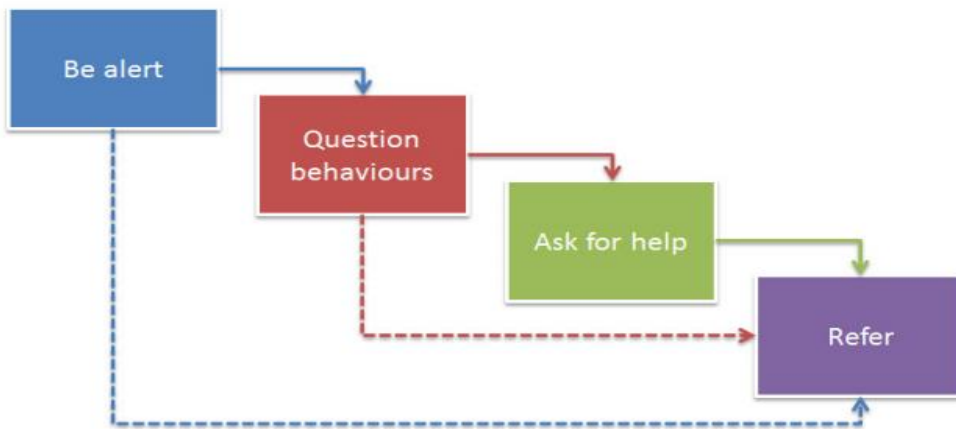 Be alert
Question
behaviours
Ask for help
Refer